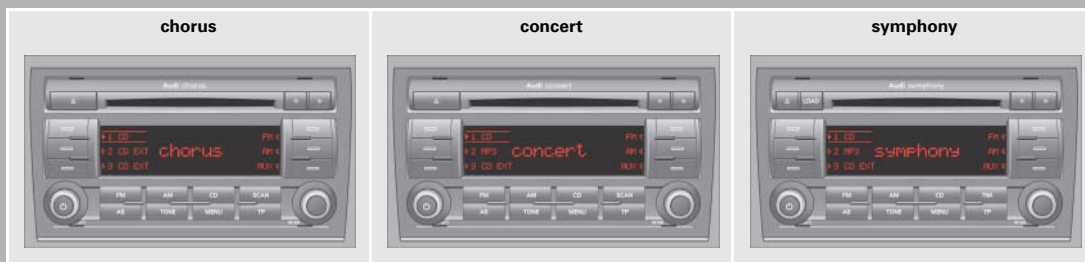 chorus
concert
symphony
Audi chorus
1 CD
FM
2 CD EXT
chorus
AM
3 CD EXT
AUX
FM AM CD SCAN
AS TONE MENU TP
Audi concert
1 CD
FM
2 MP3
concert
AM
3 CD EXT
AUX
FM AM CD SCAN
AS TONE MENU TP
Audi symphony
LOAD
1 CD
FM
2 MP3
symphony
AM
3 CD EXT
AUX
FM AM CD TIM
AS TONE MENU TP